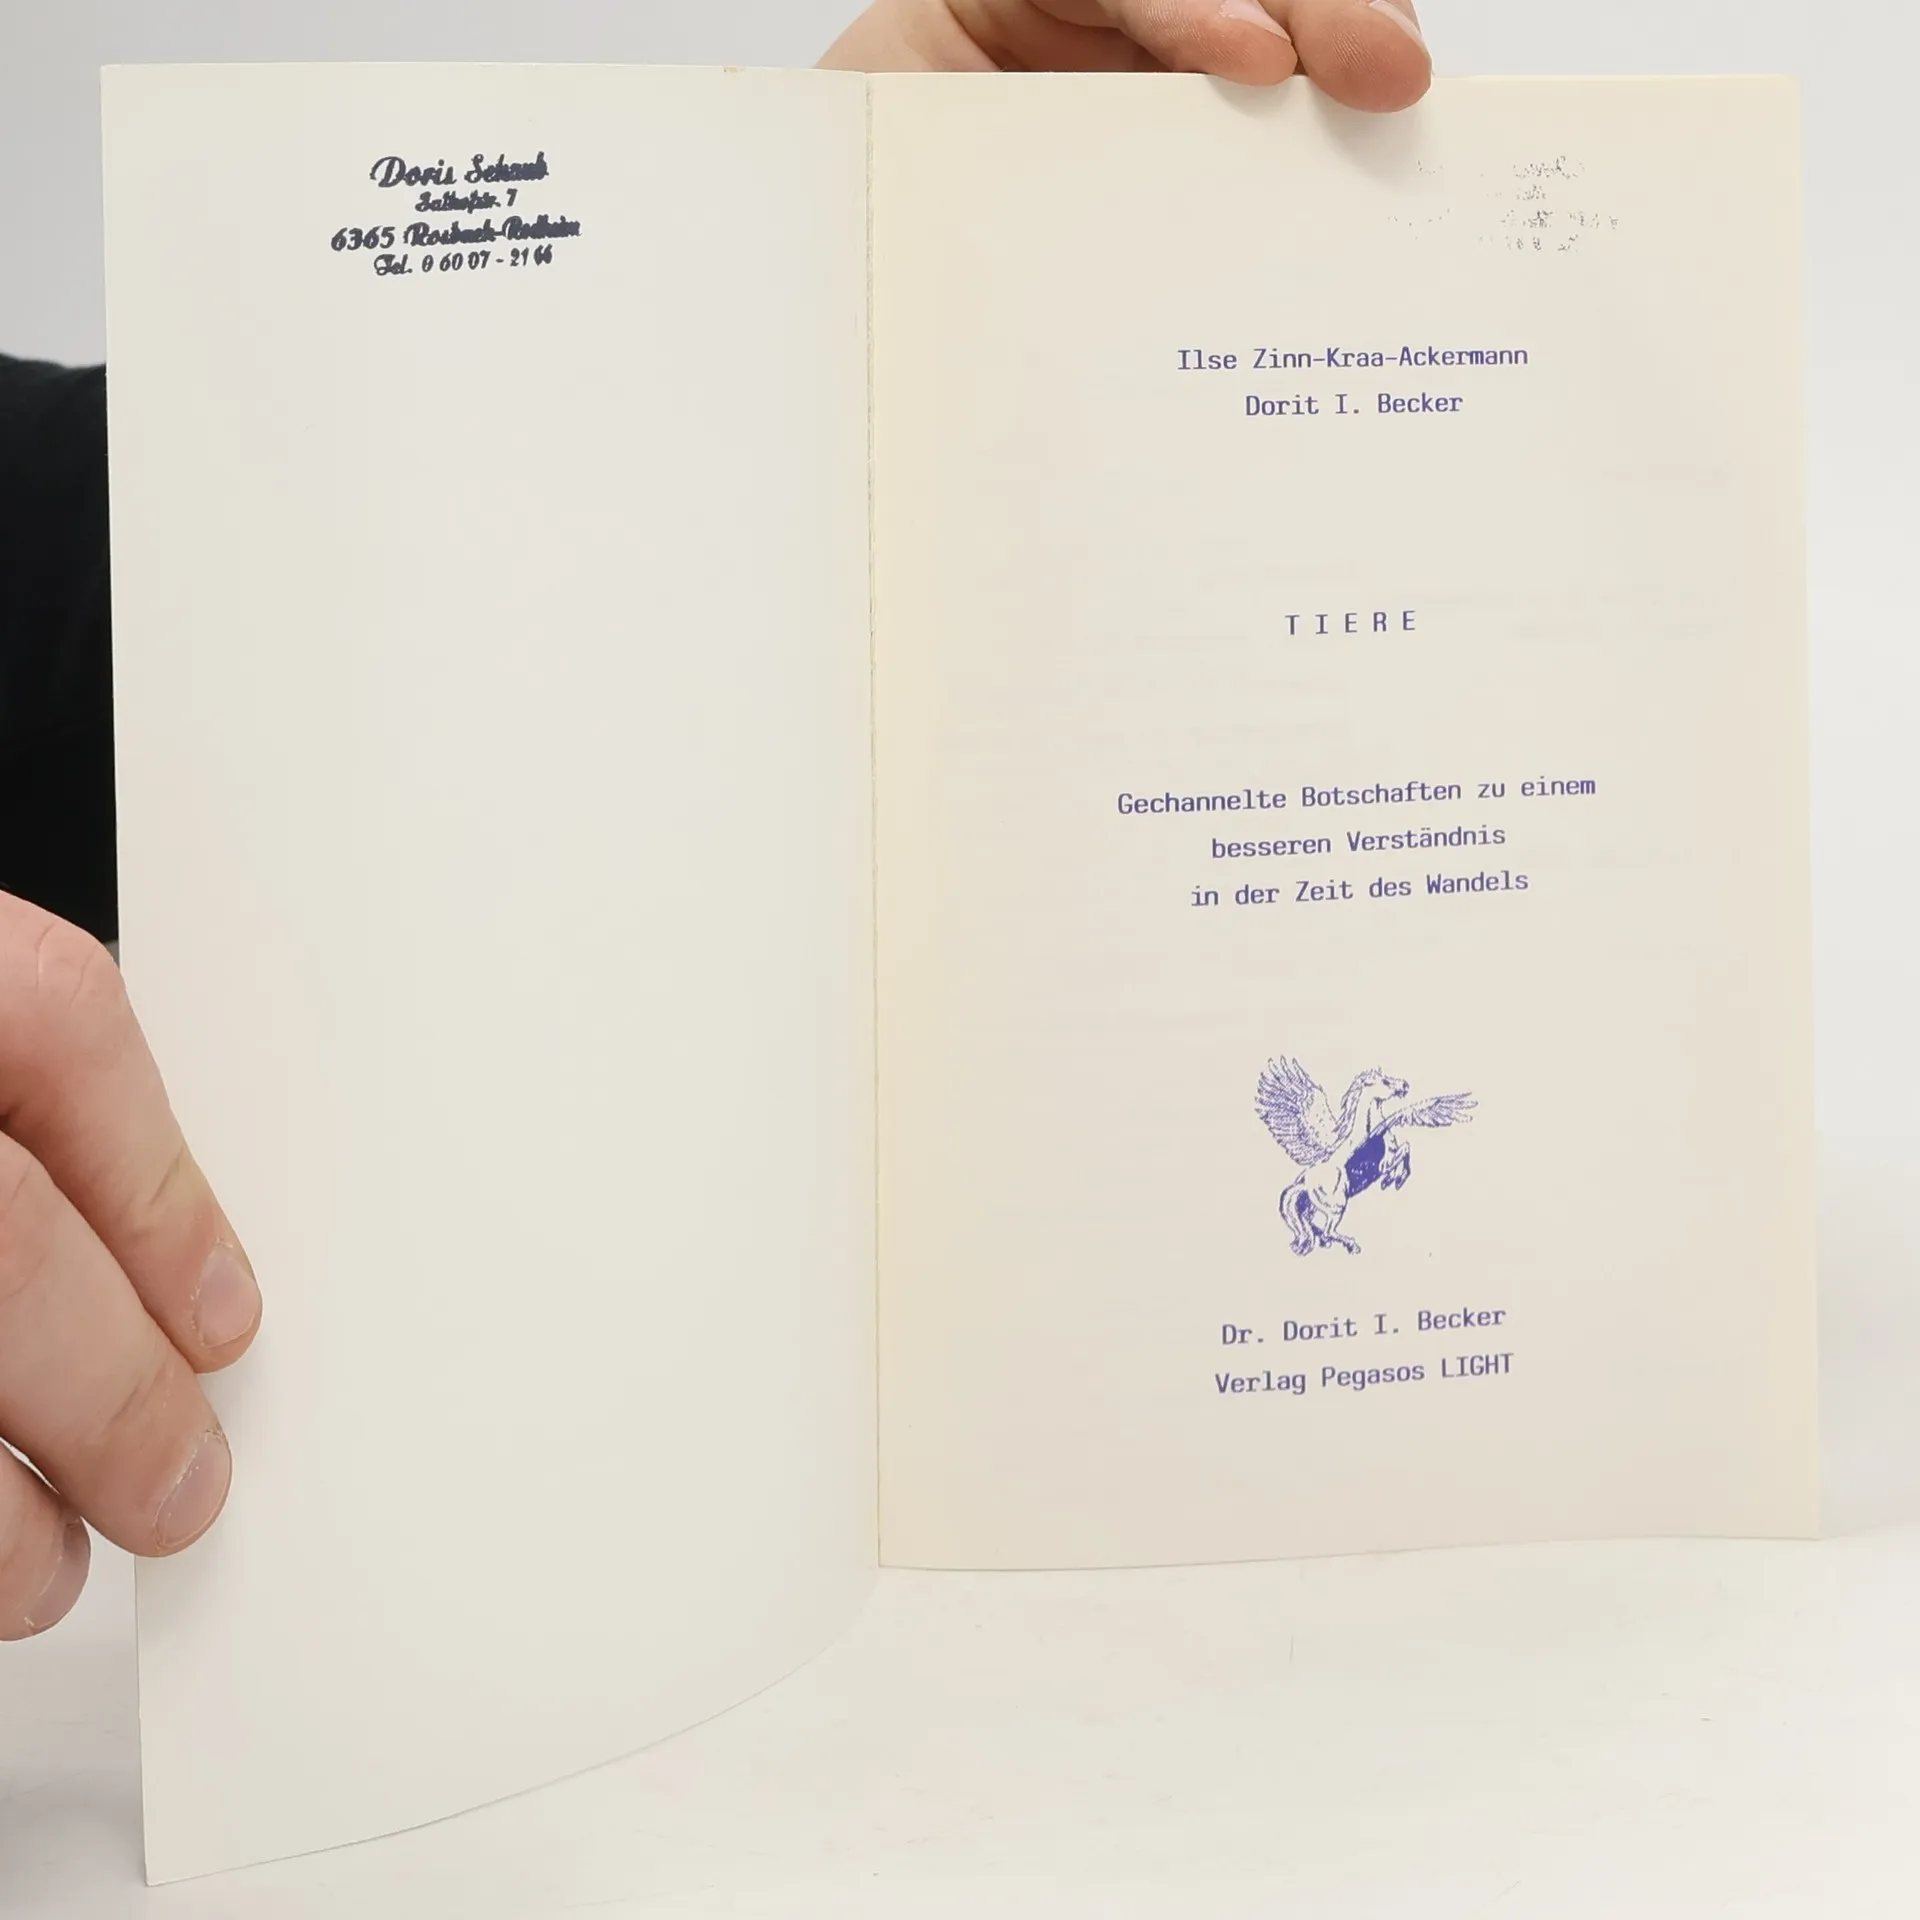 Doris Schaub
7
6365 Rosbach-Rodheim
Tel. 0 60 07 - 21 66
Ilse Zinn-Kraa-Ackermann
Dorit I. Becker
T I E R E
Gechannelte Botschaften zu einem
besseren Verständnis
in der Zeit des Wandels
Dr. Dorit I. Becker
Verlag Pegasos LIGHT